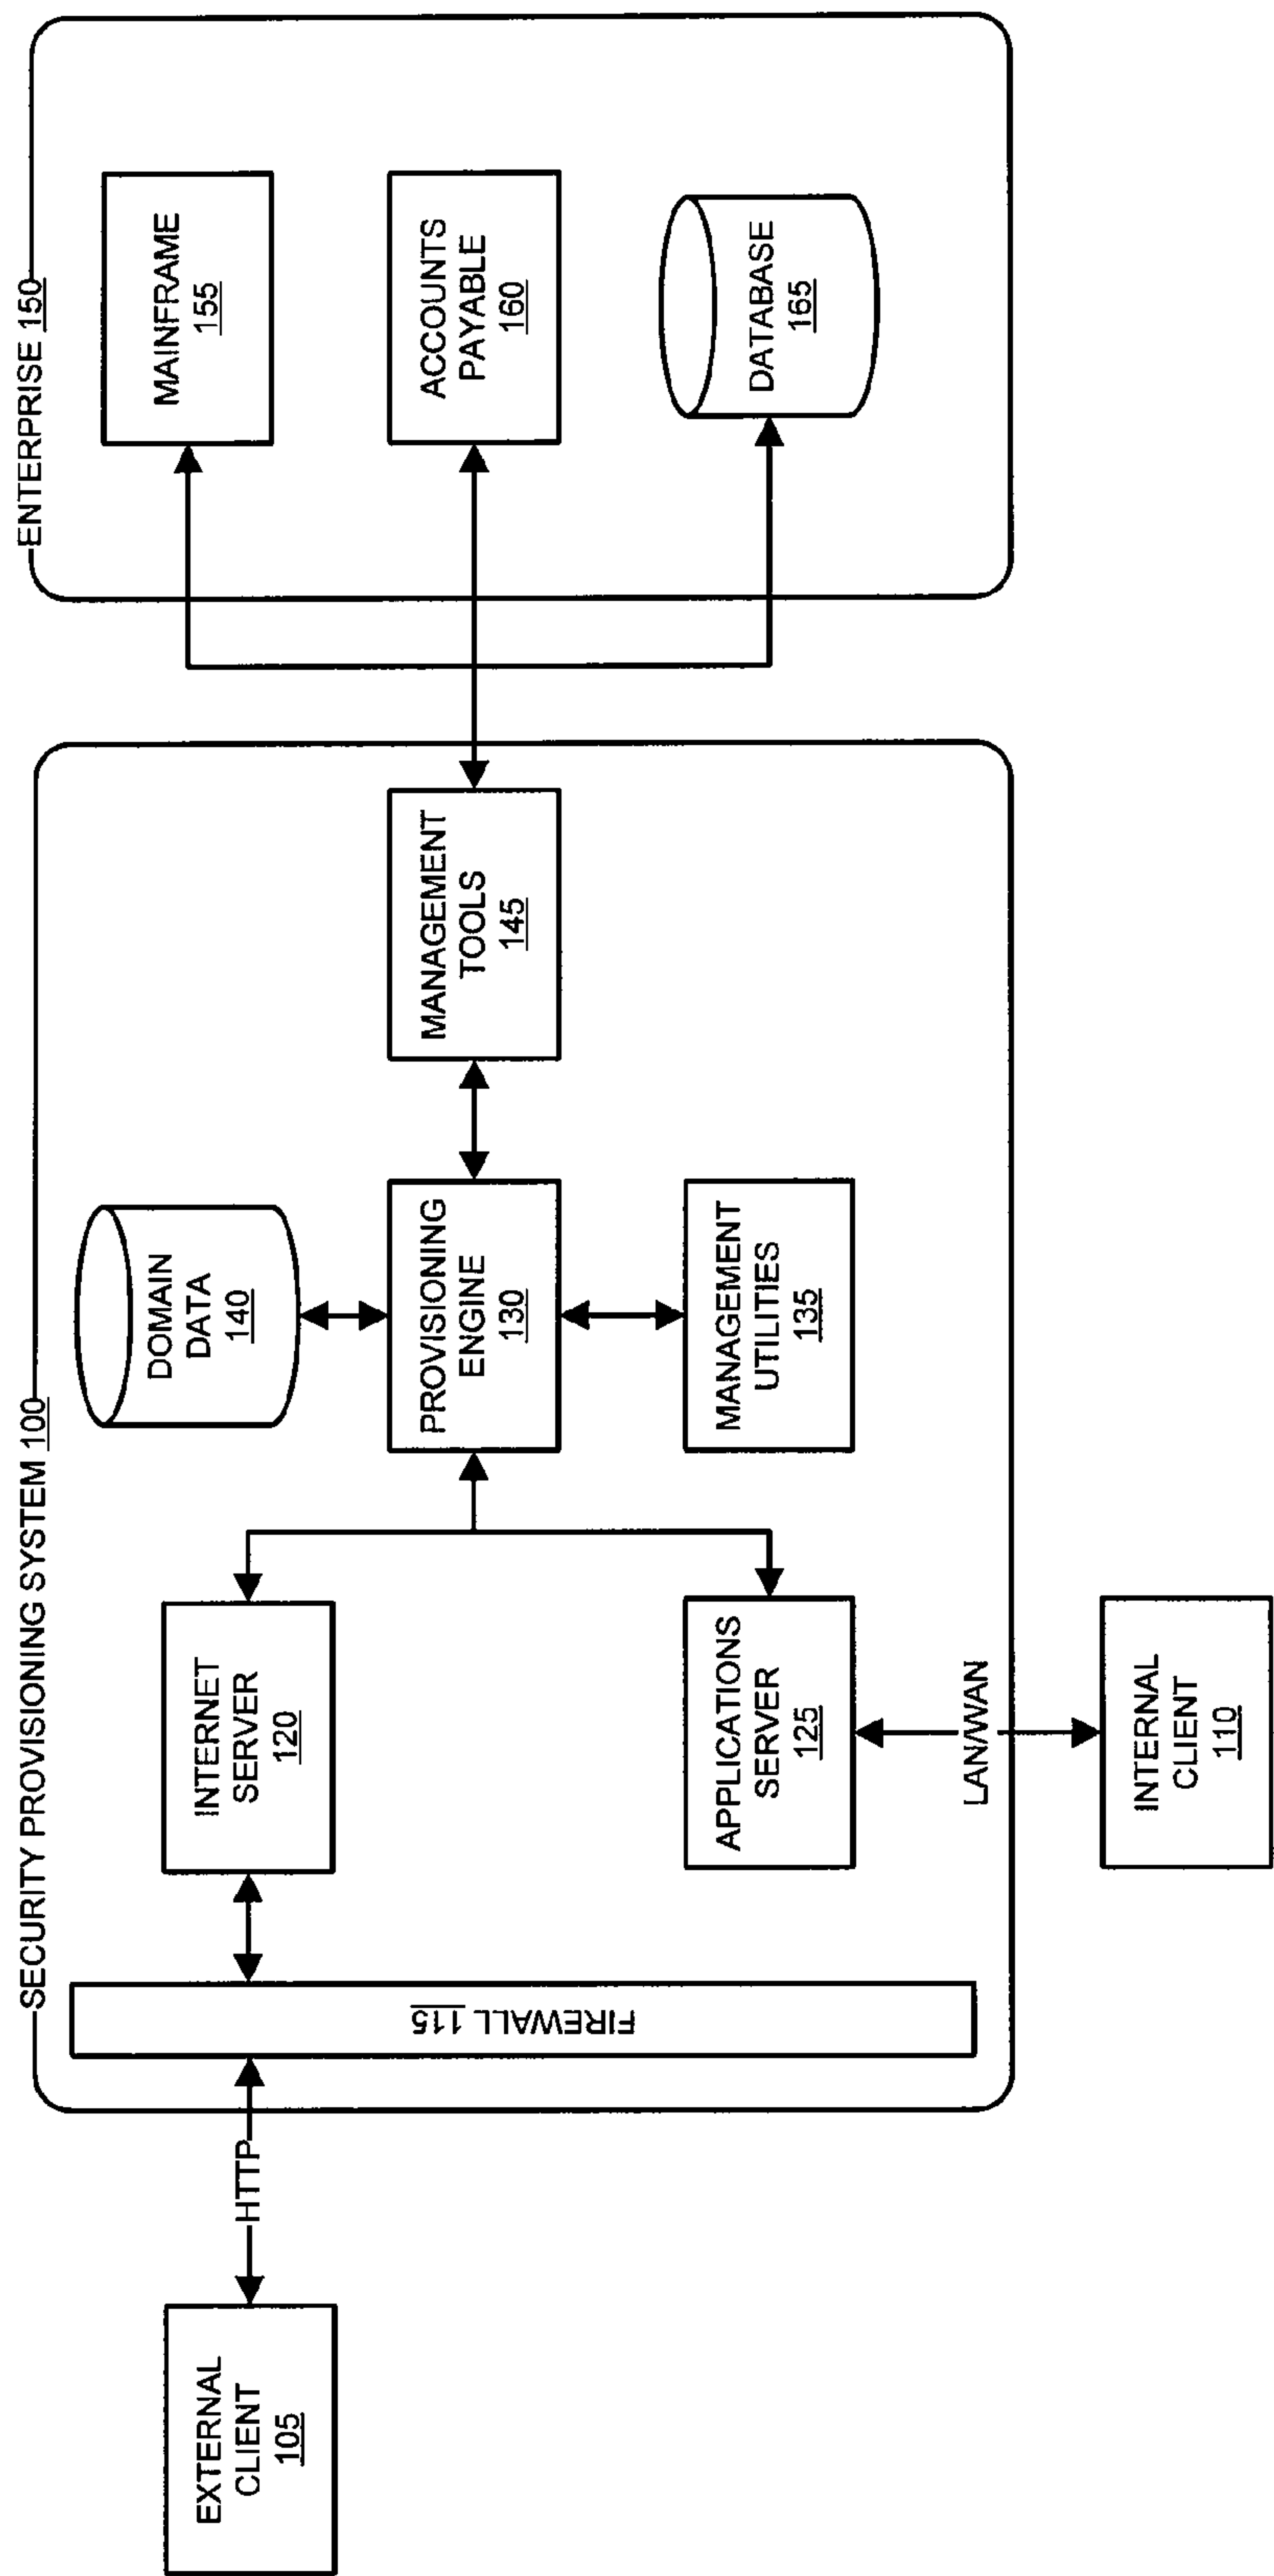 SECURITY PROVISIONING SYSTEM 100
ENTERPRISE 150
EXTERNAL
CLIENT
105
HTTP
FIREWALL 115
INTERNET
SERVER
120
APPLICATIONS
SERVER
125
LAN/WAN
INTERNAL
CLIENT
110
DOMAIN
DATA
140
PROVISIONING
ENGINE
130
MANAGEMENT
UTILITIES
135
MANAGEMENT
TOOLS
145
MAINFRAME
155
ACCOUNTS
PAYABLE
160
DATABASE
165